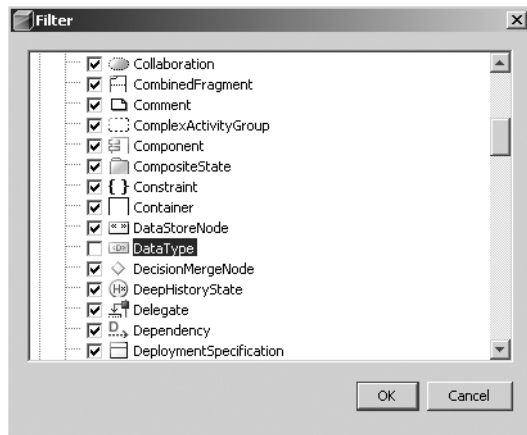 Filter
Collaboration
CombinedFragment
Comment
ComplexActivityGroup
Component
CompositeState
{ } Constraint
Container
« » DataStoreNode
«D» DataType
DecisionMergeNode
H* DeepHistoryState
Delegate
D Dependency
DeploymentSpecification
OK Cancel